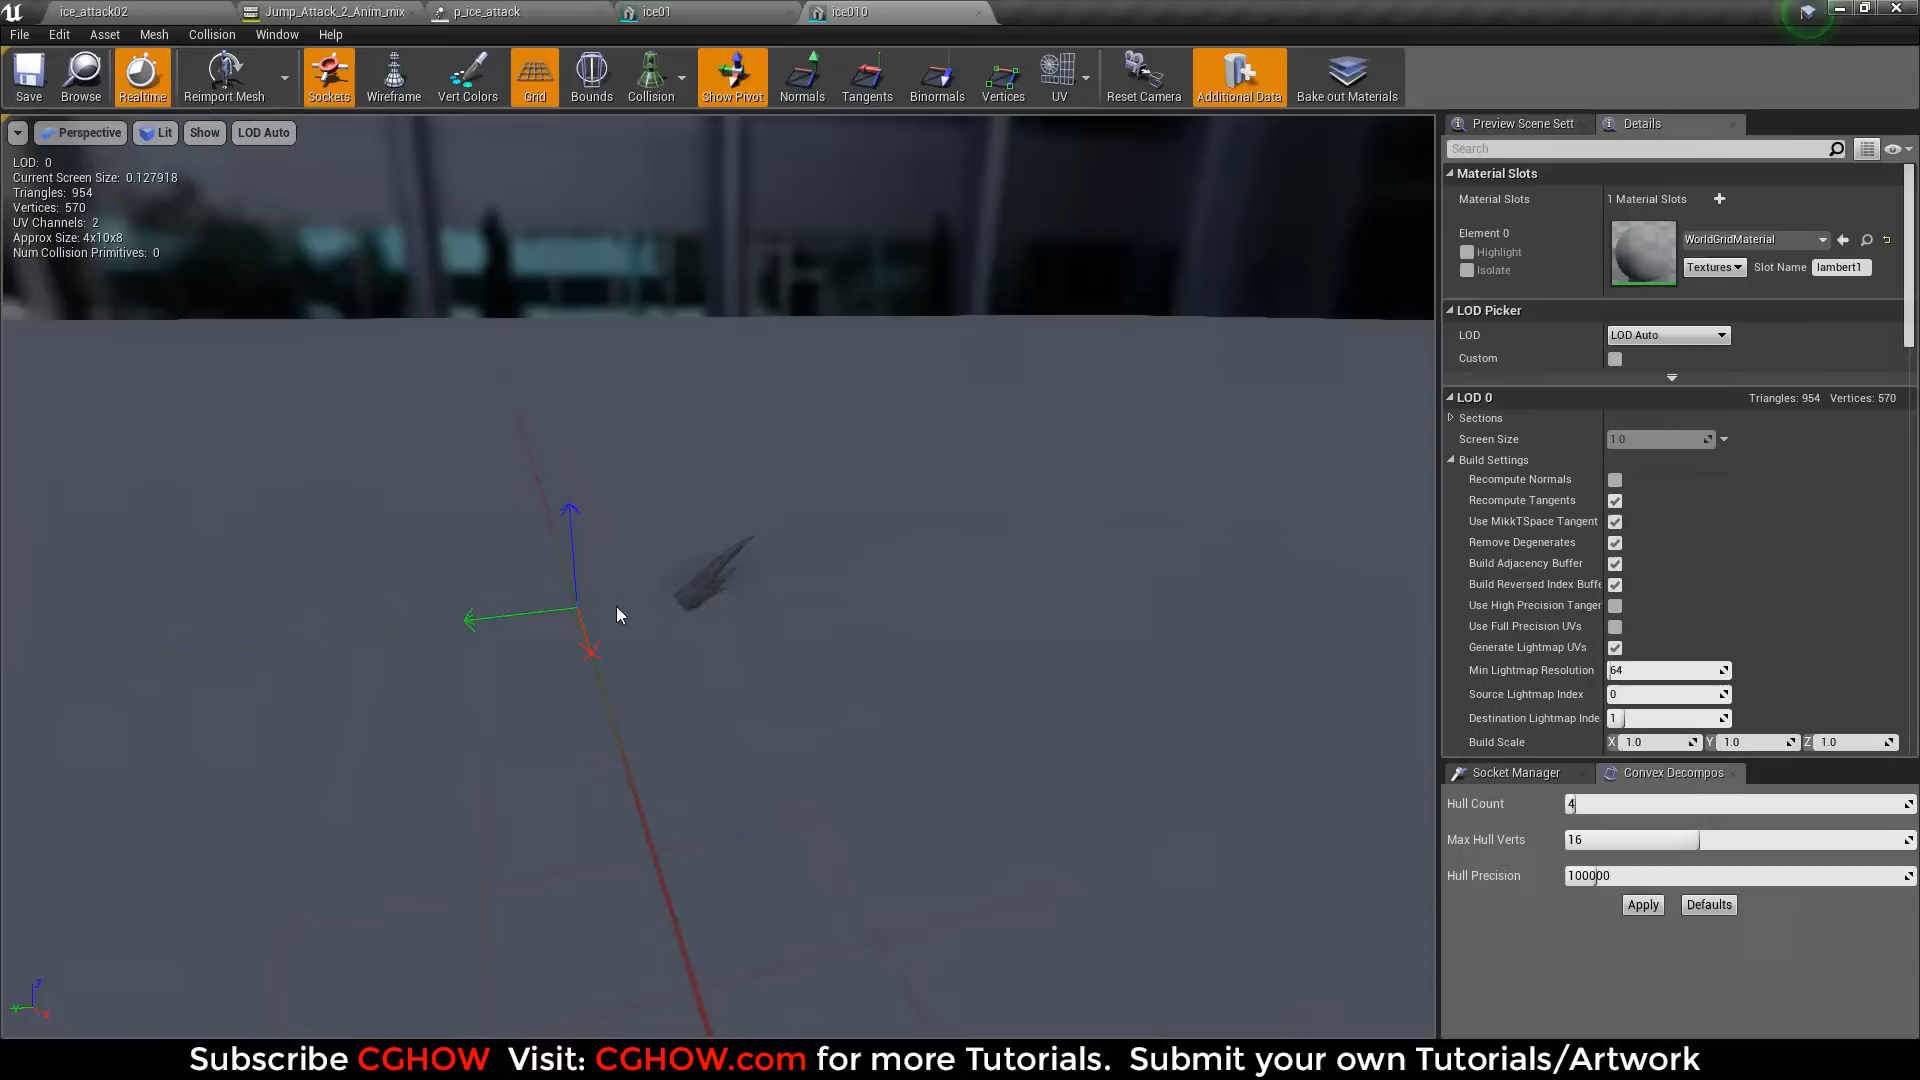 ice_attack02
Jump_Attack_2_Anim_mix
p_ice_attack
ice01
ice010
File Edit Asset Mesh Collision Window Help
Save Browse Realtime Reimport Mesh Sockets Wireframe Vert Colors Grid Bounds Collision Show Pivot Normals Tangents Binormals Vertices UV Reset Camera Additional Data Bake out Materials
Perspective Lit Show LOD Auto
LOD: 0
Current Screen Size: 0.127918
Triangles: 954
Vertices: 570
UV Channels: 2
Approx Size: 4x10x8
Num Collision Primitives: 0
Preview Scene Sett Details
Search
Material Slots
Material Slots 1 Material Slots
Element 0
Highlight
Isolate
WorldGridMaterial
Textures Slot Name lambert1
LOD Picker
LOD LOD Auto
Custom
LOD 0 Triangles: 954 Vertices: 570
Sections
Screen Size 1.0
Build Settings
Recompute Normals
Recompute Tangents
Use MikkTSpace Tangent
Remove Degenerates
Build Adjacency Buffer
Build Reversed Index Buffe
Use High Precision Tanger
Use Full Precision UVs
Generate Lightmap UVs
Min Lightmap Resolution 64
Source Lightmap Index 0
Destination Lightmap Inde 1
Build Scale X 1.0 Y 1.0 Z 1.0
Socket Manager Convex Decompos
Hull Count 4
Max Hull Verts 16
Hull Precision 100000
Apply Defaults
Z
Y
X
Subscribe CGHOW Visit: CGHOW.com for more Tutorials. Submit your own Tutorials/Artwork